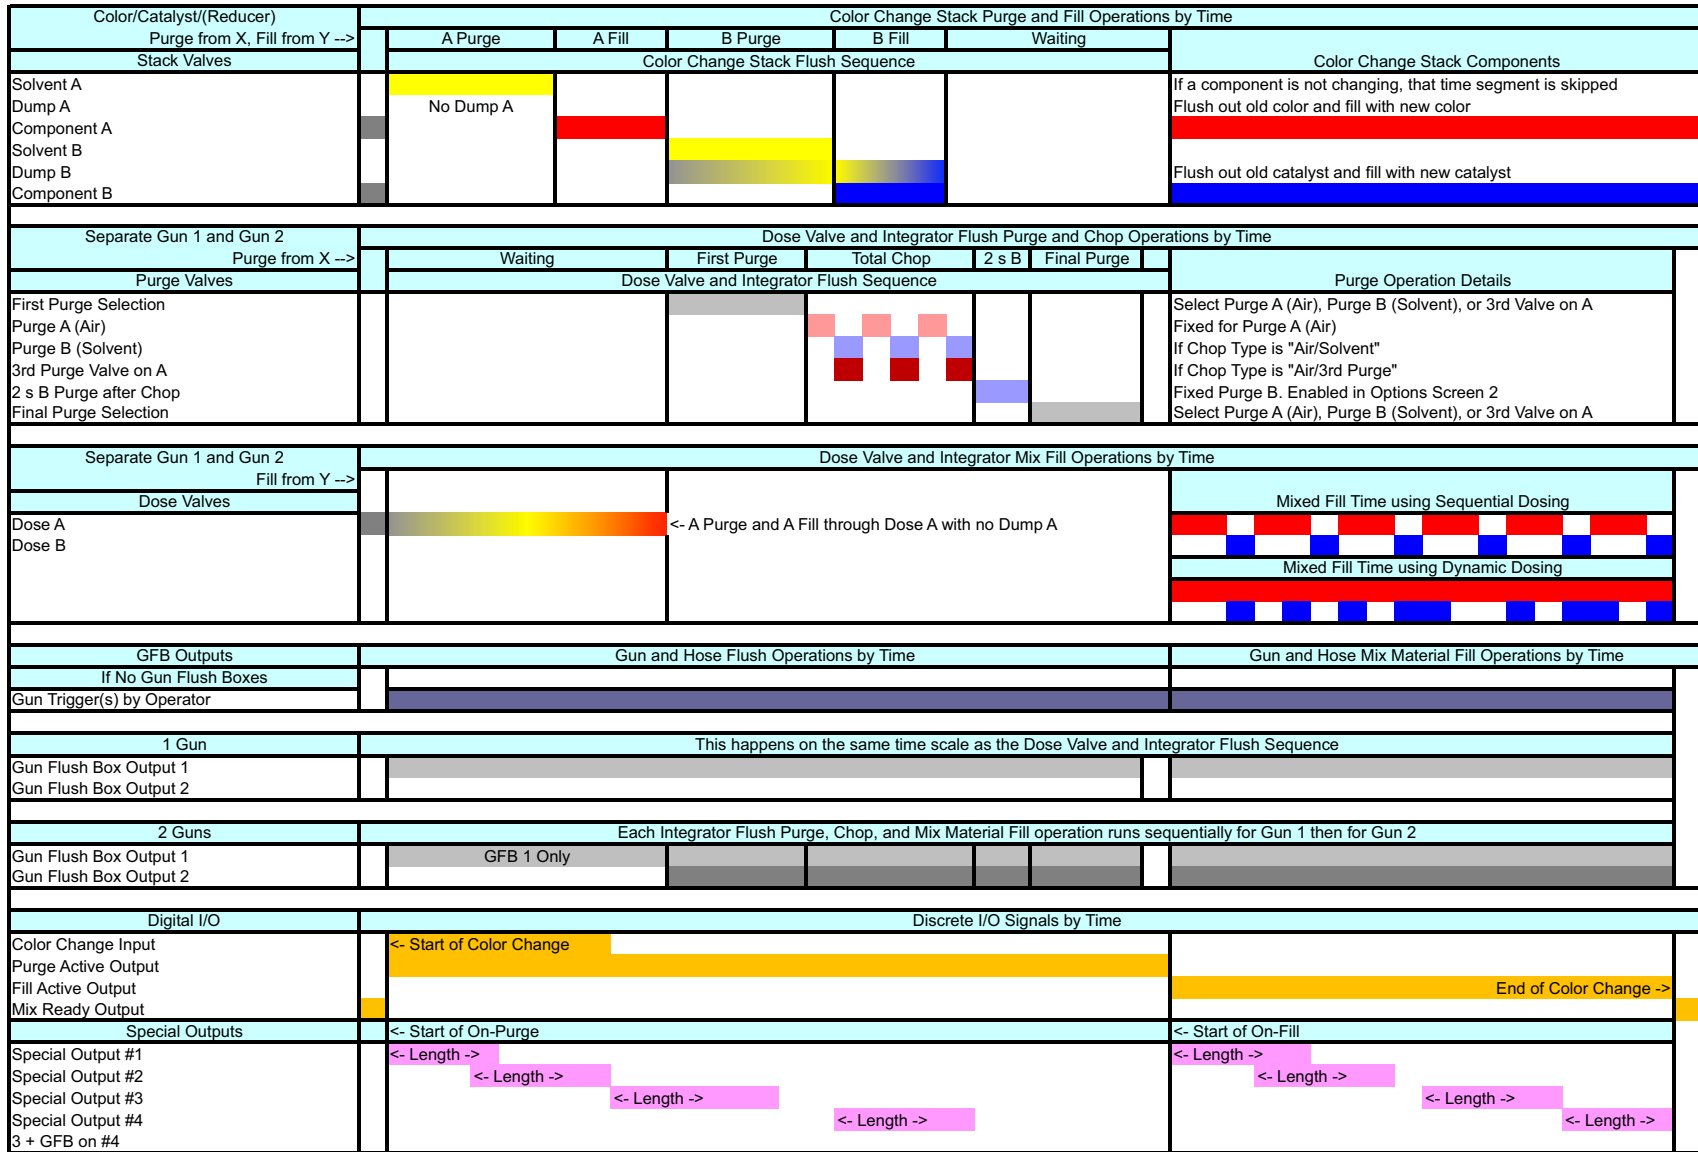 Color/Catalyst/(Reducer)
Color Change Stack Purge and Fill Operations by Time
Purge from X, Fill from Y -->
A Purge
A Fill
B Purge
B Fill
Waiting
Stack Valves
Color Change Stack Flush Sequence
Color Change Stack Components
Solvent A
If a component is not changing, that time segment is skipped
Dump A
No Dump A
Flush out old color and fill with new color
Component A
Solvent B
Dump B
Flush out old catalyst and fill with new catalyst
Component B
Separate Gun 1 and Gun 2
Dose Valve and Integrator Flush Purge and Chop Operations by Time
Purge from X -->
Waiting
First Purge
Total Chop
2 s B
Final Purge
Purge Valves
Dose Valve and Integrator Flush Sequence
Purge Operation Details
First Purge Selection
Select Purge A (Air), Purge B (Solvent), or 3rd Valve on A
Purge A (Air)
Fixed for Purge A (Air)
Purge B (Solvent)
If Chop Type is "Air/Solvent"
3rd Purge Valve on A
If Chop Type is "Air/3rd Purge"
2 s B Purge after Chop
Fixed Purge B. Enabled in Options Screen 2
Final Purge Selection
Select Purge A (Air), Purge B (Solvent), or 3rd Valve on A
Separate Gun 1 and Gun 2
Dose Valve and Integrator Mix Fill Operations by Time
Fill from Y -->
Dose Valves
Mixed Fill Time using Sequential Dosing
Dose A
<- A Purge and A Fill through Dose A with no Dump A
Dose B
Mixed Fill Time using Dynamic Dosing
GFB Outputs
Gun and Hose Flush Operations by Time
Gun and Hose Mix Material Fill Operations by Time
If No Gun Flush Boxes
Gun Trigger(s) by Operator
1 Gun
This happens on the same time scale as the Dose Valve and Integrator Flush Sequence
Gun Flush Box Output 1
Gun Flush Box Output 2
2 Guns
Each Integrator Flush Purge, Chop, and Mix Material Fill operation runs sequentially for Gun 1 then for Gun 2
Gun Flush Box Output 1
GFB 1 Only
Gun Flush Box Output 2
Digital I/O
Discrete I/O Signals by Time
Color Change Input
<- Start of Color Change
Purge Active Output
Fill Active Output
End of Color Change ->
Mix Ready Output
Special Outputs
<- Start of On-Purge
<- Start of On-Fill
Special Output #1
<- Length ->
<- Length ->
Special Output #2
<- Length ->
<- Length ->
Special Output #3
<- Length ->
<- Length ->
Special Output #4
<- Length ->
<- Length ->
3 + GFB on #4